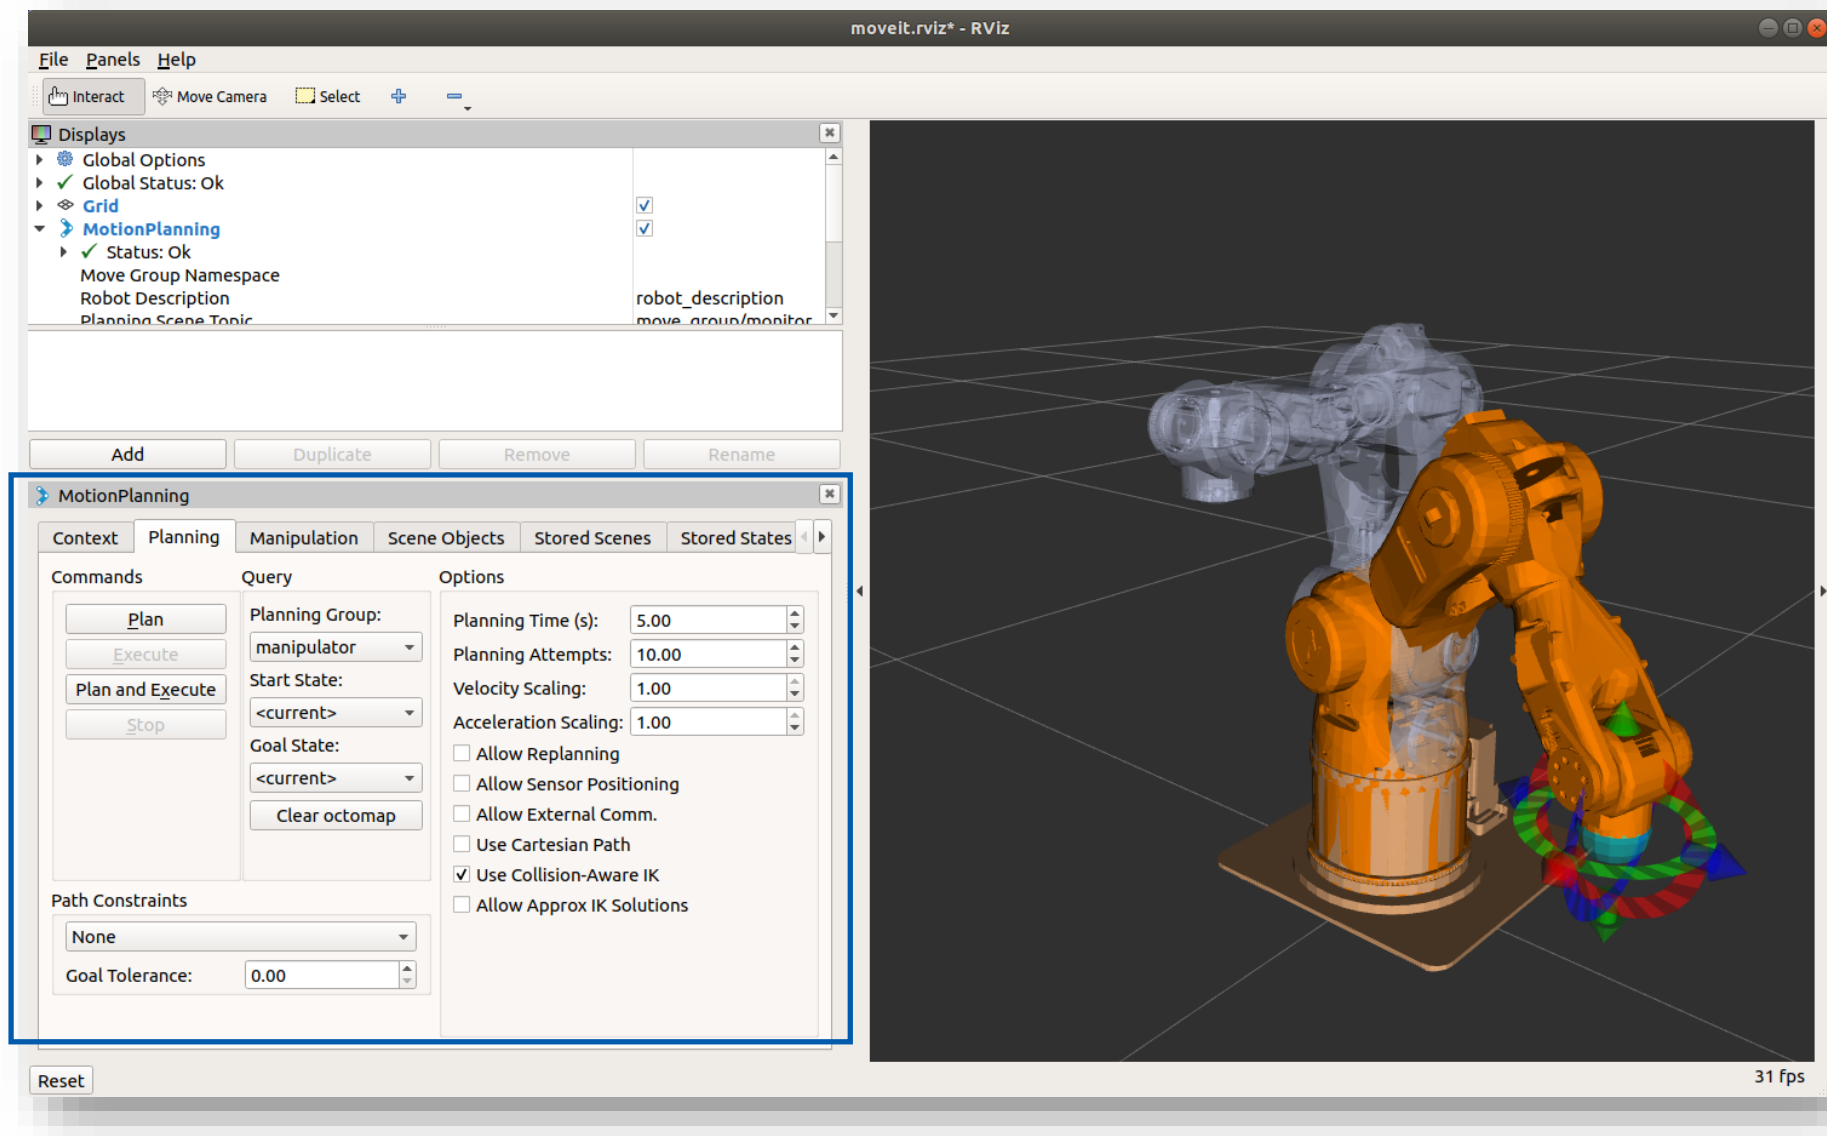 moveit.rviz* - RViz
File Panels Help
Interact Move Camera Select
Displays
Global Options
Global Status: Ok
Grid
MotionPlanning
Status: Ok
Move Group Namespace
Robot Description robot_description
Planning Scene Topic move_group/monitor
Add Duplicate Remove Rename
MotionPlanning
Context Planning Manipulation Scene Objects Stored Scenes Stored States
Commands
Plan
Execute
Plan and Execute
Stop
Query
Planning Group:
manipulator
Start State:
<current>
Goal State:
<current>
Clear octomap
Options
Planning Time (s): 5.00
Planning Attempts: 10.00
Velocity Scaling: 1.00
Acceleration Scaling: 1.00
Allow Replanning
Allow Sensor Positioning
Allow External Comm.
Use Cartesian Path
Use Collision-Aware IK
Allow Approx IK Solutions
Path Constraints
None
Goal Tolerance: 0.00
Reset
31 fps